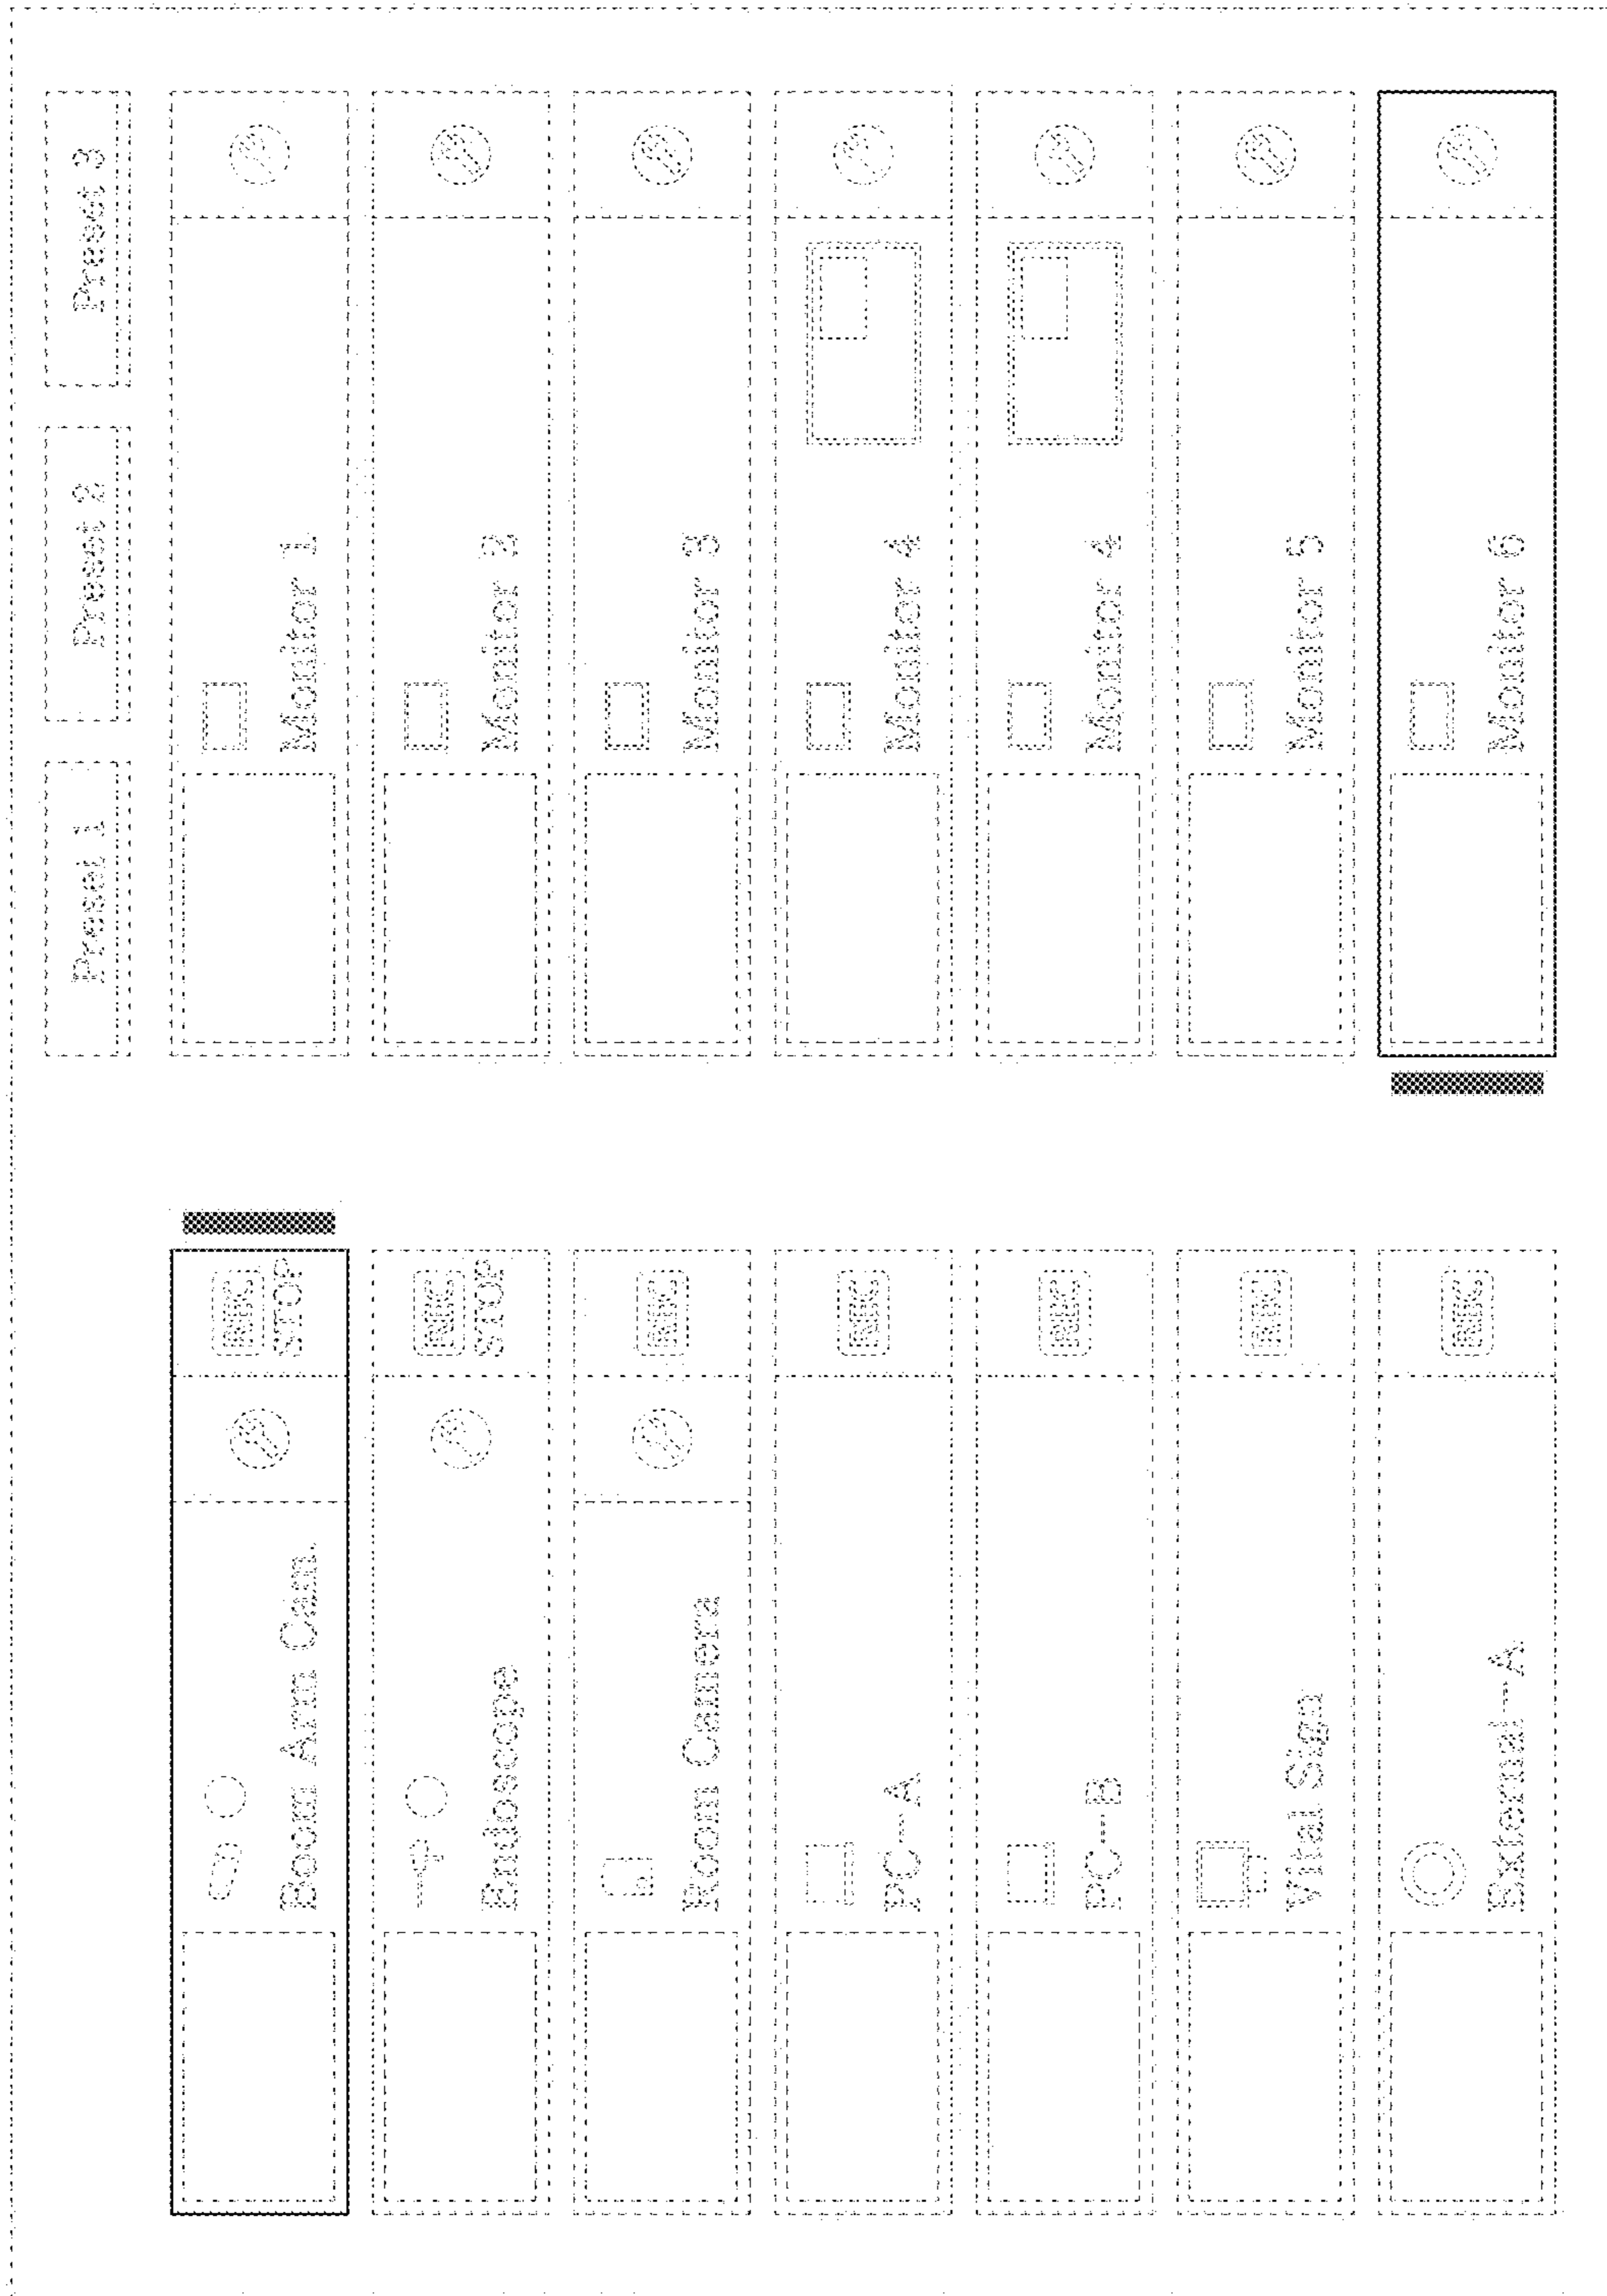 Preset 1
Preset 2
Preset 3
REC
STOP
Boom Arm Cam.
Monitor 1
REC
STOP
Endoscope
Monitor 2
REC
Room Camera
Monitor 3
REC
PC-A
Monitor 4
REC
PC-B
Monitor 4
REC
Vital Sign
Monitor 5
REC
External-A
Monitor 6